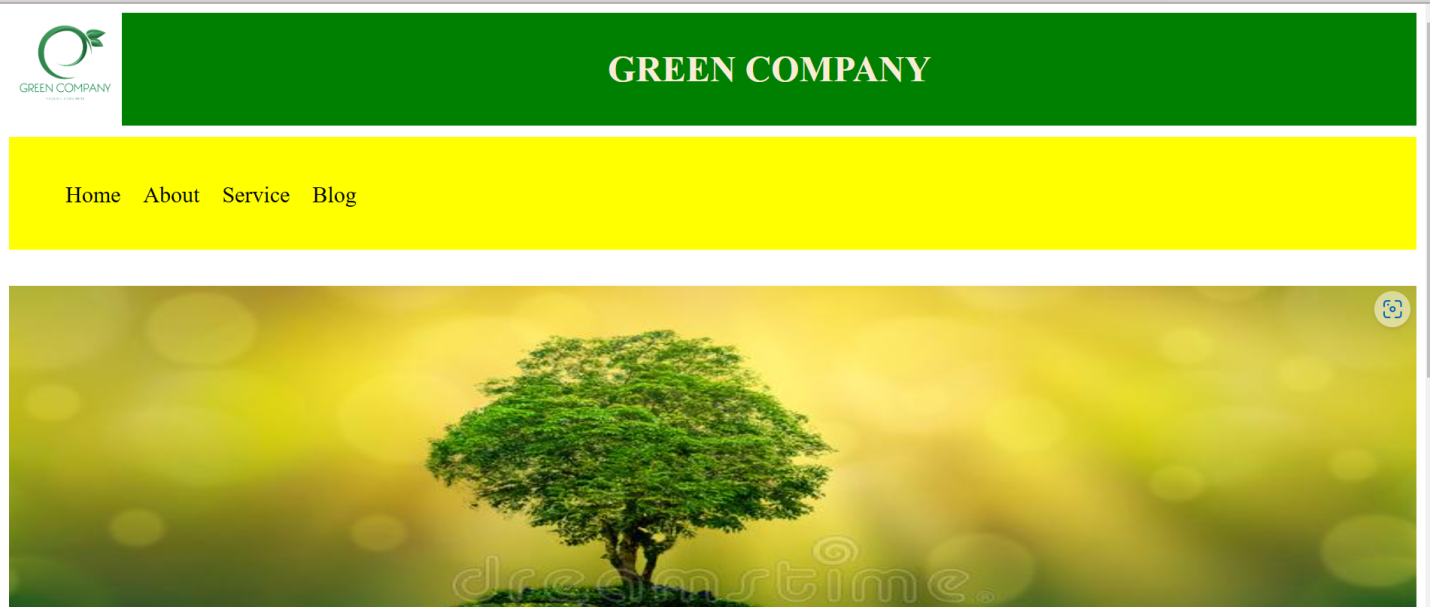 GREEN COMPANY
GREEN COMPANY
Home About Service Blog
dreamstime